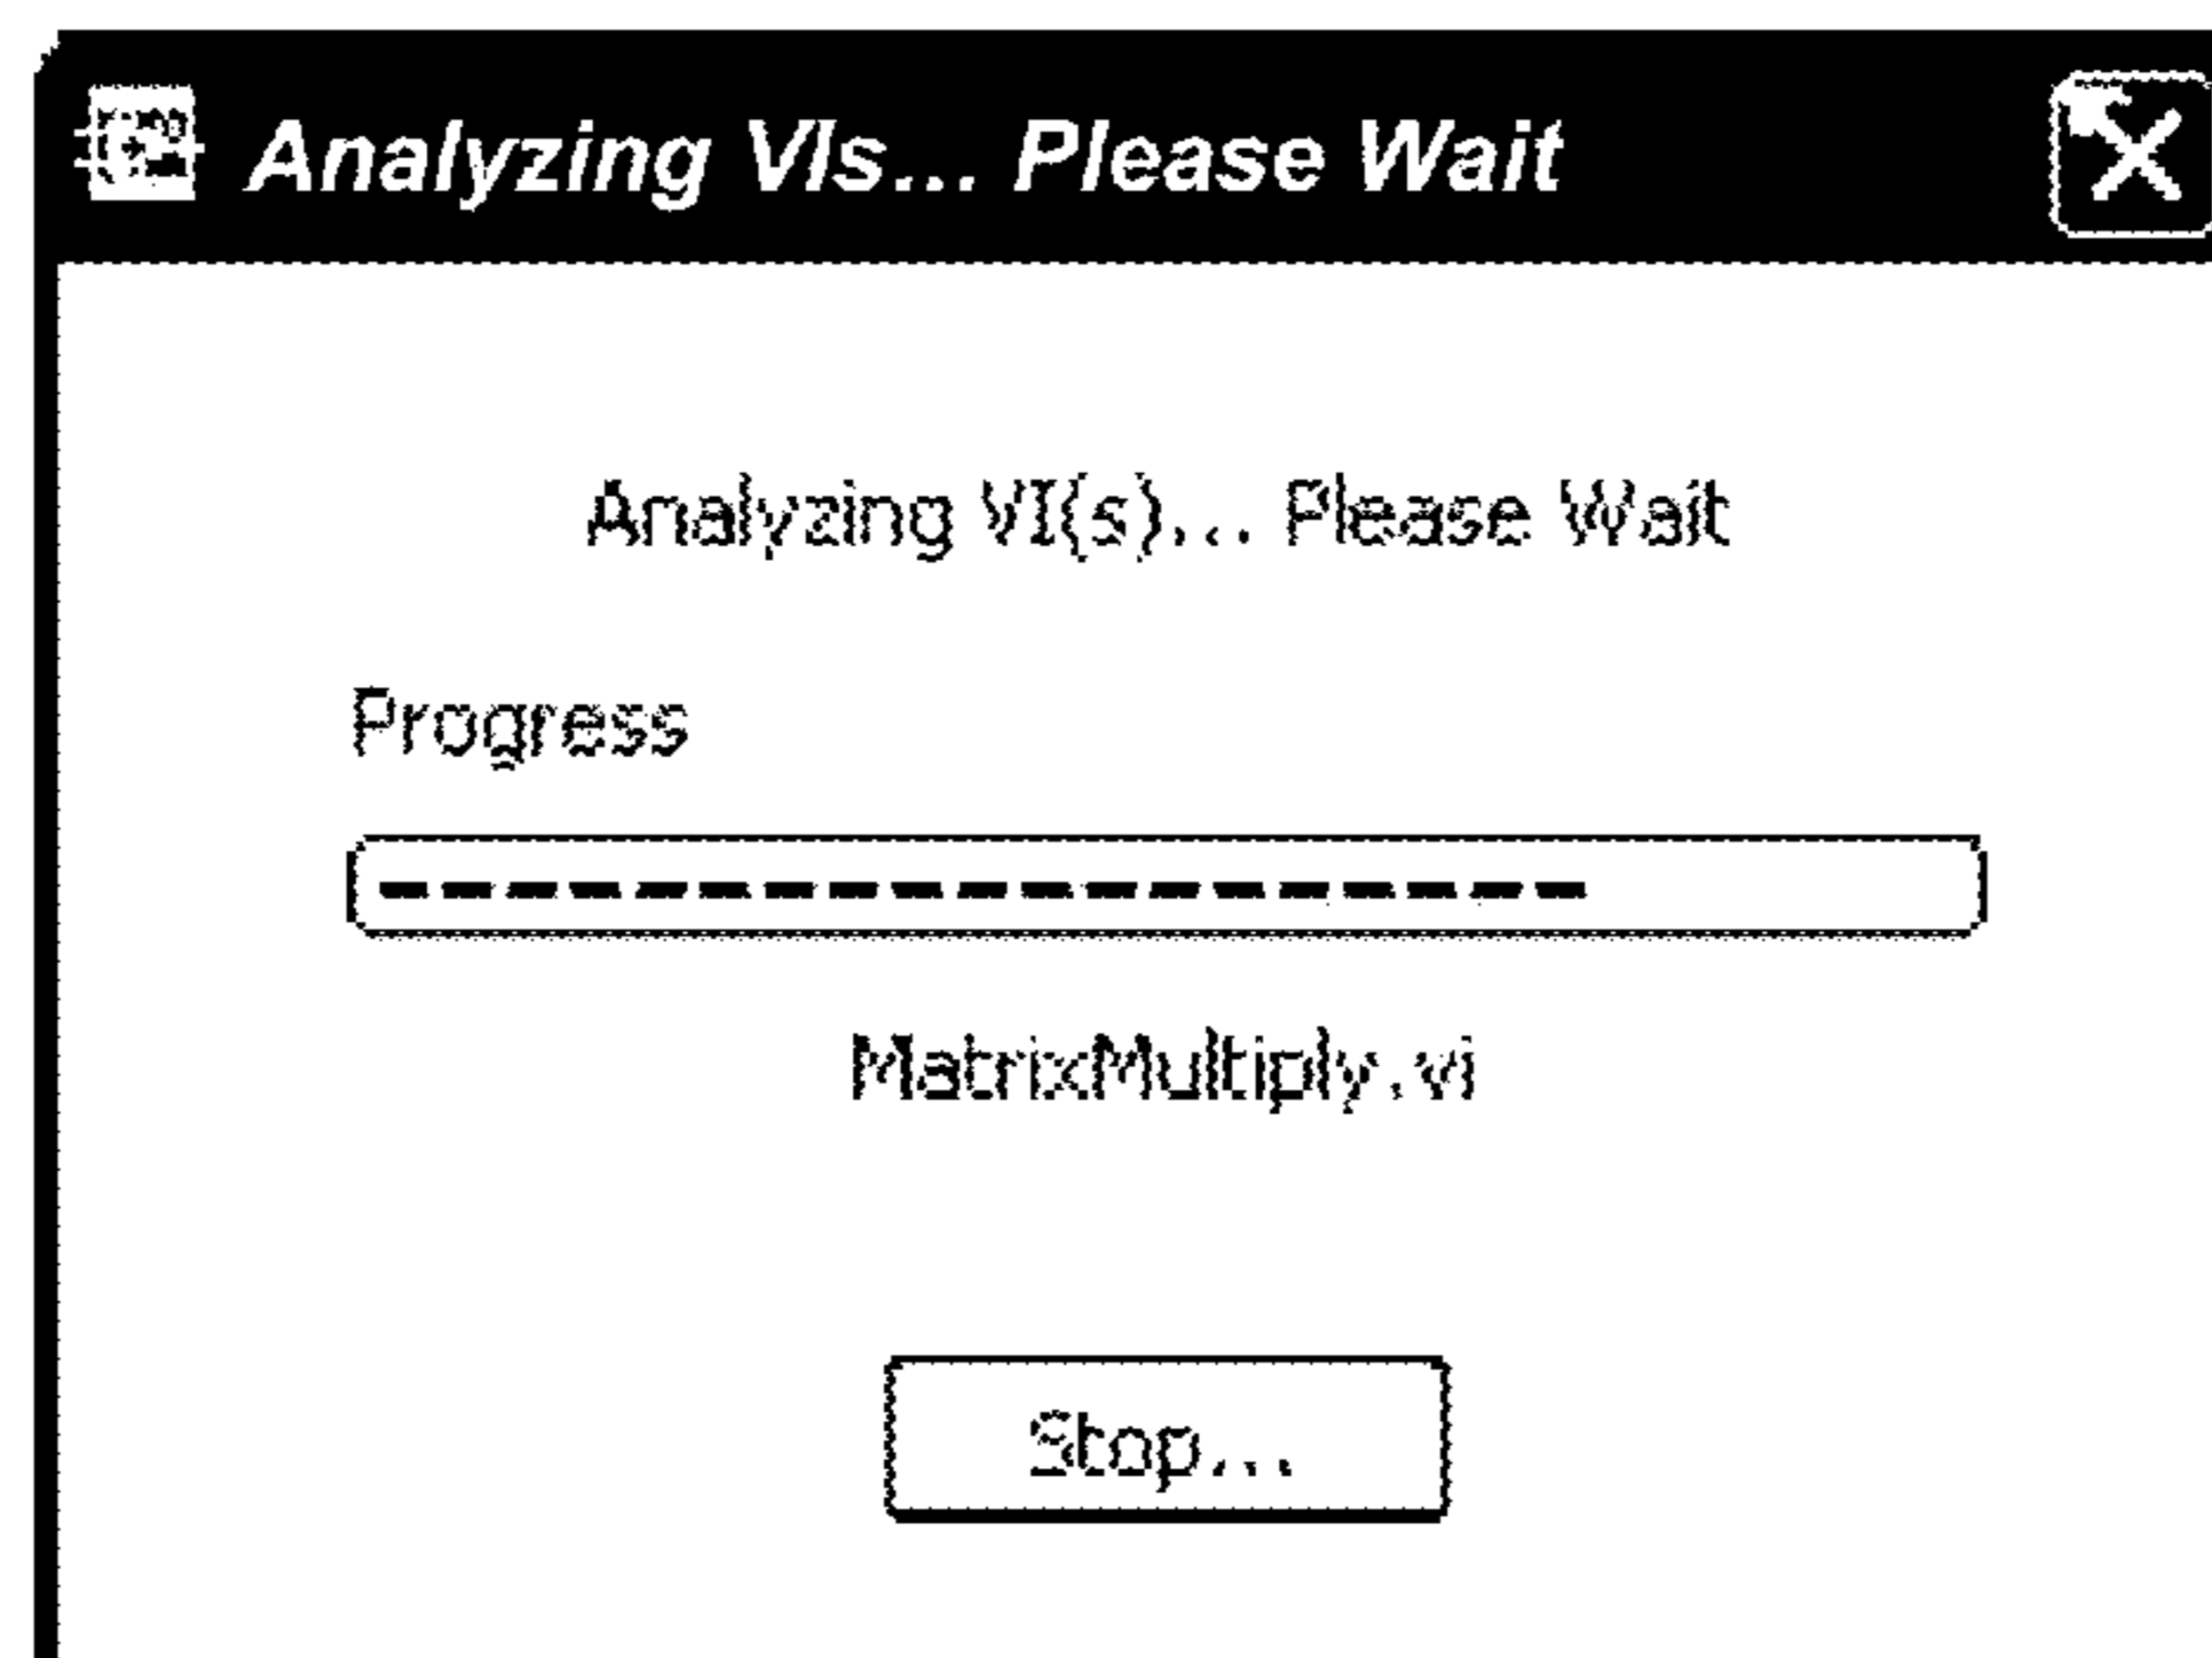 Analyzing VIs... Please Wait
Analyzing VI(s)... Please Wait
Progress
MatrixMultiply.vi
Stop...